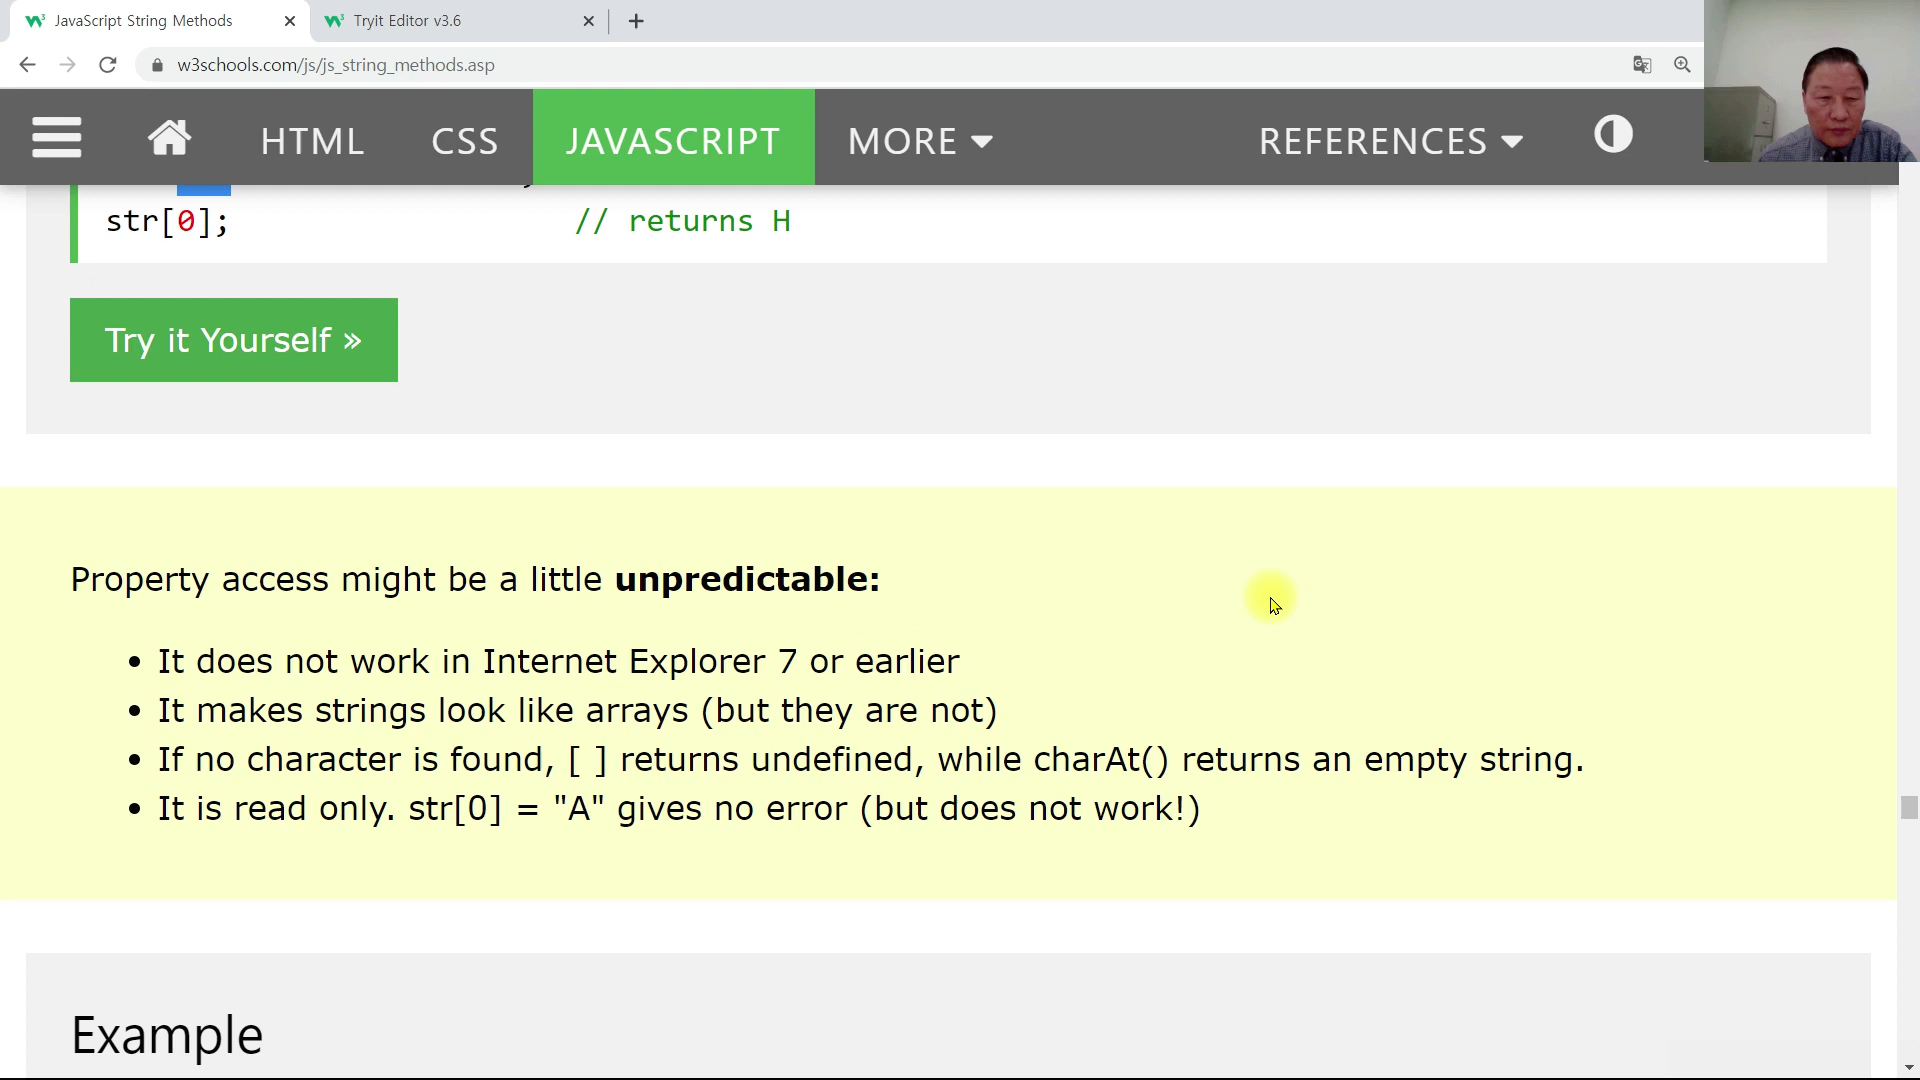 JavaScript String Methods
Tryit Editor v3.6
w3schools.com/js/js_string_methods.asp
HTML CSS JAVASCRIPT MORE REFERENCES
str[0]; // returns H
Try it Yourself »
Property access might be a little unpredictable:
• It does not work in Internet Explorer 7 or earlier
• It makes strings look like arrays (but they are not)
• If no character is found, [ ] returns undefined, while charAt() returns an empty string.
• It is read only. str[0] = "A" gives no error (but does not work!)
Example